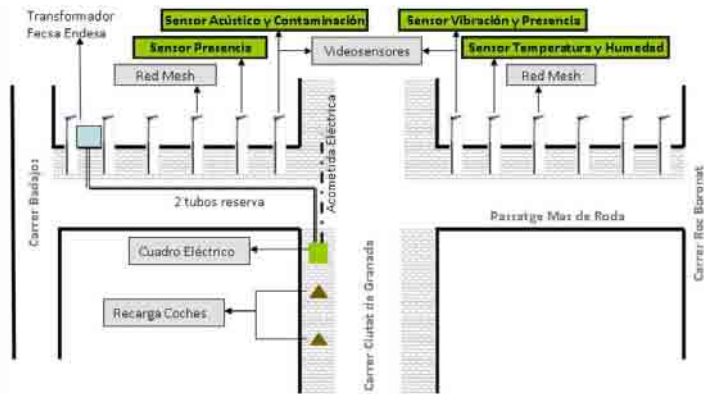 Transformador
Fecsa Endesa
Sensor Acústico y Contaminación
Sensor Vibración y Presencia
Sensor Presencia
Videosensores
Sensor Temperatura y Humedad
Red Mesh
Red Mesh
Acometida Eléctrica
Carrer Badajos
2 tubos reserva
Passatge Mas de Roda
Carrer Roc Boronat
Cuadro Eléctrico
Carrer Ciutat de Granada
Recarga Coches